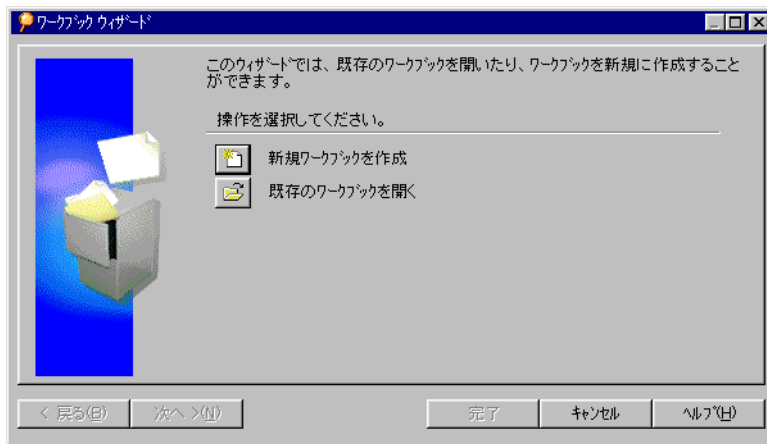 ワークブック ウィザード
このウィザードでは、既存のワークブックを開いたり、ワークブックを新規に作成すること
ができます。
操作を選択してください。
新規ワークブックを作成
既存のワークブックを開く
< 戻る(B)
次へ >(N)
完了
キャンセル
ヘルプ(H)